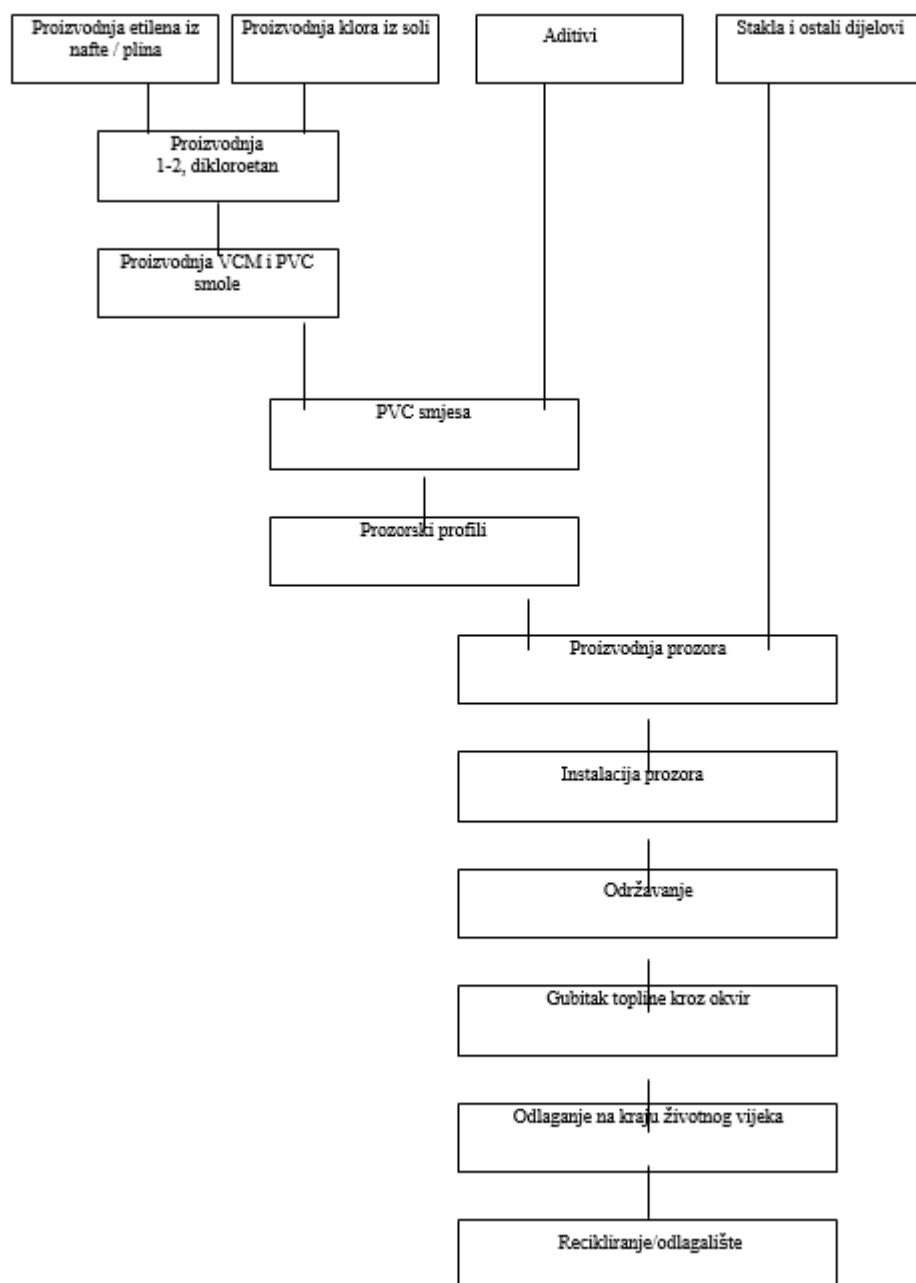 Proizvodnja etilena iz
nafte / plina
Proizvodnja klora iz soli
Aditivi
Stakla i ostali dijelovi
Proizvodnja
1-2, dikloroetan
Proizvodnja VCM i PVC
smole
PVC smjesa
Prozorski profili
Proizvodnja prozora
Instalacija prozora
Održavanje
Gubitak topline kroz okvir
Odlaganje na kraju životnog vijeka
Recikliranje/odlagalište